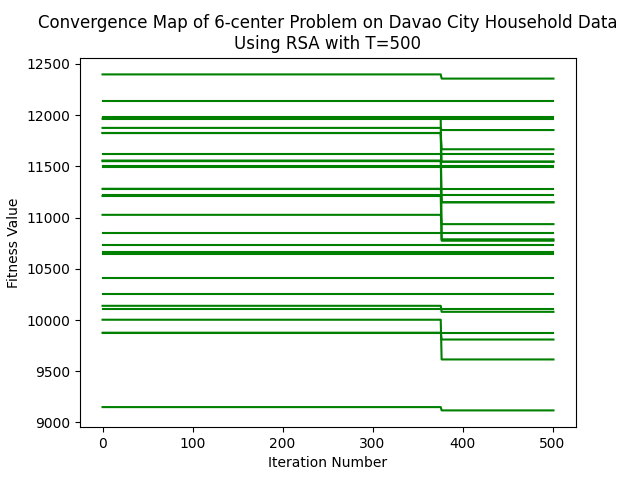 Convergence Map of 6-center Problem on Davao City Household Data
Using RSA with T=500
12500
12000
11500
11000
10500
10000
9500
9000
Fitness Value
0 100 200 300 400 500
Iteration Number